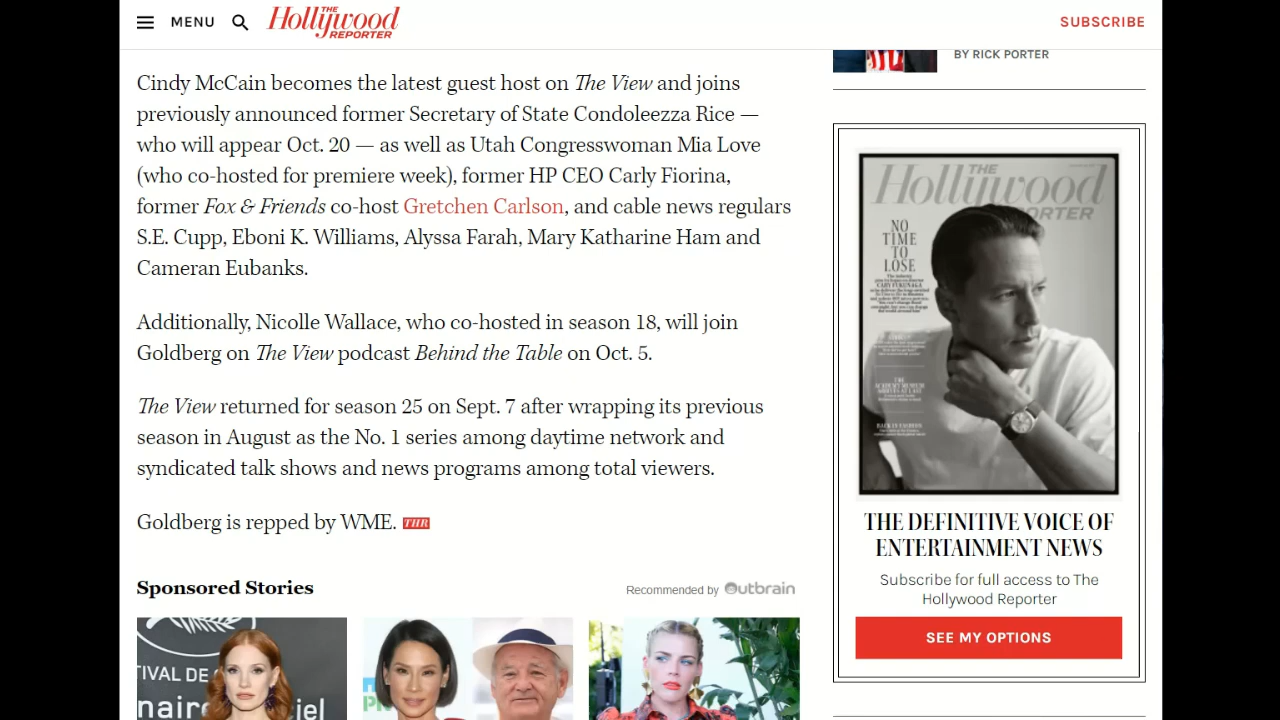 MENU
THE
Hollywood
REPORTER
SUBSCRIBE
Cindy McCain becomes the latest guest host on The View and joins
previously announced former Secretary of State Condoleezza Rice —
who will appear Oct. 20 — as well as Utah Congresswoman Mia Love
(who co-hosted for premiere week), former HP CEO Carly Fiorina,
former Fox & Friends co-host Gretchen Carlson, and cable news regulars
S.E. Cupp, Eboni K. Williams, Alyssa Farah, Mary Katharine Ham and
Cameran Eubanks.
Additionally, Nicolle Wallace, who co-hosted in season 18, will join
Goldberg on The View podcast Behind the Table on Oct. 5.
The View returned for season 25 on Sept. 7 after wrapping its previous
season in August as the No. 1 series among daytime network and
syndicated talk shows and news programs among total viewers.
Goldberg is repped by WME. THR
Sponsored Stories
Recommended by Outbrain
BY RICK PORTER
THE
Hollywood
NO
TIME
TO
LOSE
THE DEFINITIVE VOICE OF
ENTERTAINMENT NEWS
Subscribe for full access to The
Hollywood Reporter
SEE MY OPTIONS